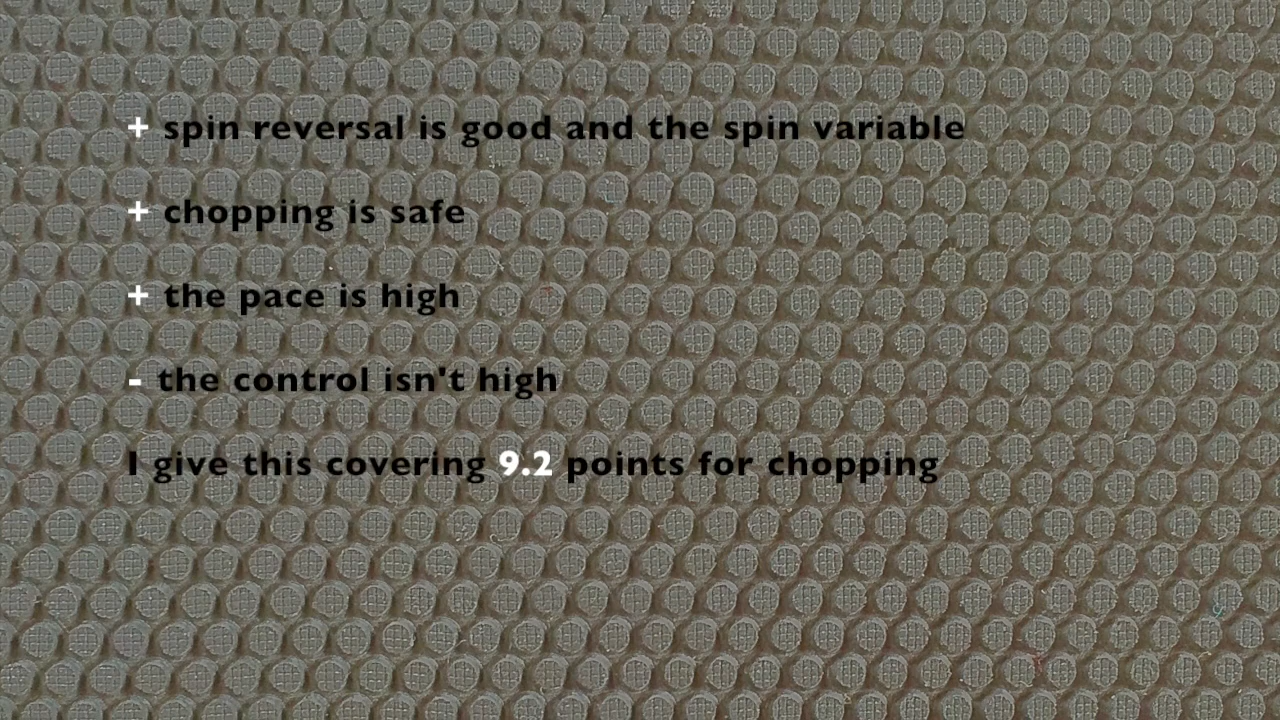 + spin reversal is good and the spin variable
+ chopping is safe
+ the pace is high
- the control isn't high
I give this covering 9.2 points for chopping